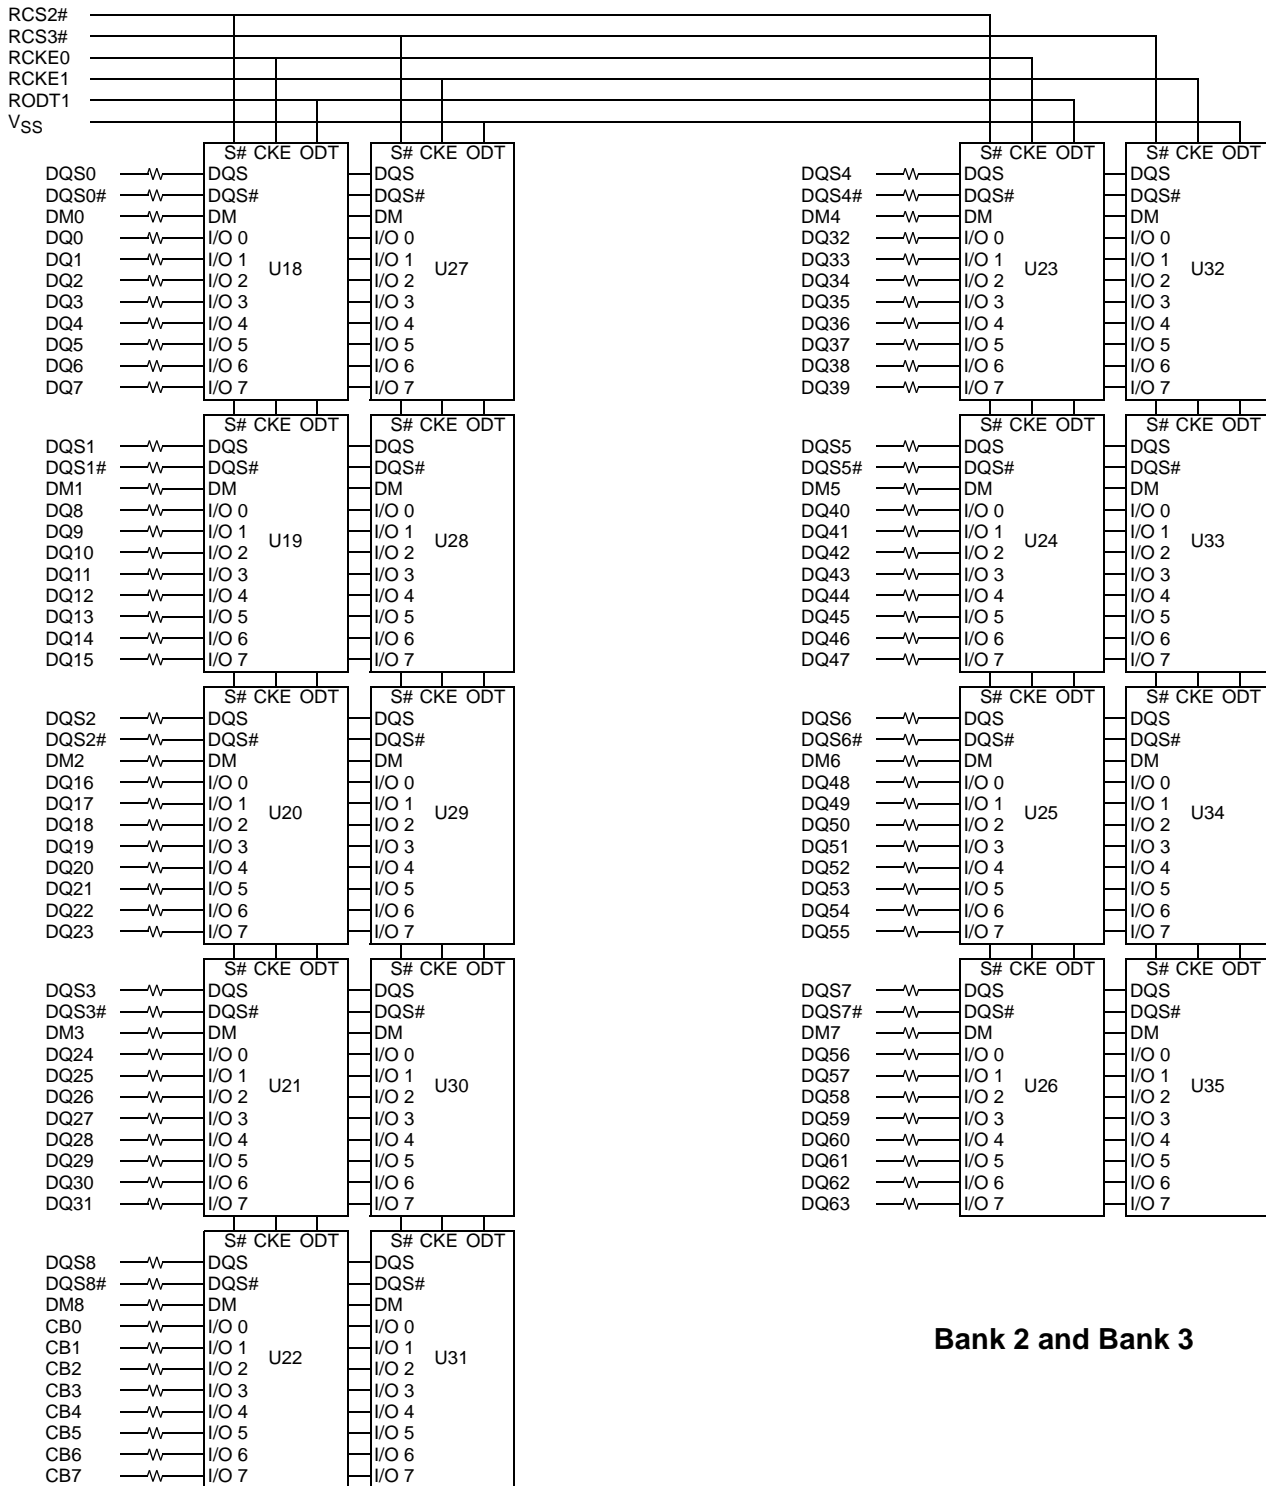 RCS2#
RCS3#
RCKE0
RCKE1
RODT1
VSS
S# CKE ODT S# CKE ODT
DQS0 DQS DQS
DQS0# DQS# DQS#
DM0 DM DM
DQ0 I/O 0 I/O 0
DQ1 I/O 1 I/O 1
U18 U27
DQ2 I/O 2 I/O 2
DQ3 I/O 3 I/O 3
DQ4 I/O 4 I/O 4
DQ5 I/O 5 I/O 5
DQ6 I/O 6 I/O 6
DQ7 I/O 7 I/O 7
S# CKE ODT S# CKE ODT
DQS1 DQS DQS
DQS1# DQS# DQS#
DM1 DM DM
DQ8 I/O 0 I/O 0
DQ9 I/O 1 I/O 1
U19 U28
DQ10 I/O 2 I/O 2
DQ11 I/O 3 I/O 3
DQ12 I/O 4 I/O 4
DQ13 I/O 5 I/O 5
DQ14 I/O 6 I/O 6
DQ15 I/O 7 I/O 7
S# CKE ODT S# CKE ODT
DQS2 DQS DQS
DQS2# DQS# DQS#
DM2 DM DM
DQ16 I/O 0 I/O 0
DQ17 I/O 1 I/O 1
U20 U29
DQ18 I/O 2 I/O 2
DQ19 I/O 3 I/O 3
DQ20 I/O 4 I/O 4
DQ21 I/O 5 I/O 5
DQ22 I/O 6 I/O 6
DQ23 I/O 7 I/O 7
S# CKE ODT S# CKE ODT
DQS3 DQS DQS
DQS3# DQS# DQS#
DM3 DM DM
DQ24 I/O 0 I/O 0
DQ25 I/O 1 I/O 1
U21 U30
DQ26 I/O 2 I/O 2
DQ27 I/O 3 I/O 3
DQ28 I/O 4 I/O 4
DQ29 I/O 5 I/O 5
DQ30 I/O 6 I/O 6
DQ31 I/O 7 I/O 7
S# CKE ODT S# CKE ODT
DQS8 DQS DQS
DQS8# DQS# DQS#
DM8 DM DM
CB0 I/O 0 I/O 0
CB1 I/O 1 I/O 1
U22 U31
CB2 I/O 2 I/O 2
CB3 I/O 3 I/O 3
CB4 I/O 4 I/O 4
CB5 I/O 5 I/O 5
CB6 I/O 6 I/O 6
CB7 I/O 7 I/O 7
S# CKE ODT S# CKE ODT
DQS4 DQS DQS
DQS4# DQS# DQS#
DM4 DM DM
DQ32 I/O 0 I/O 0
DQ33 I/O 1 I/O 1
U23 U32
DQ34 I/O 2 I/O 2
DQ35 I/O 3 I/O 3
DQ36 I/O 4 I/O 4
DQ37 I/O 5 I/O 5
DQ38 I/O 6 I/O 6
DQ39 I/O 7 I/O 7
S# CKE ODT S# CKE ODT
DQS5 DQS DQS
DQS5# DQS# DQS#
DM5 DM DM
DQ40 I/O 0 I/O 0
DQ41 I/O 1 I/O 1
U24 U33
DQ42 I/O 2 I/O 2
DQ43 I/O 3 I/O 3
DQ44 I/O 4 I/O 4
DQ45 I/O 5 I/O 5
DQ46 I/O 6 I/O 6
DQ47 I/O 7 I/O 7
S# CKE ODT S# CKE ODT
DQS6 DQS DQS
DQS6# DQS# DQS#
DM6 DM DM
DQ48 I/O 0 I/O 0
DQ49 I/O 1 I/O 1
U25 U34
DQ50 I/O 2 I/O 2
DQ51 I/O 3 I/O 3
DQ52 I/O 4 I/O 4
DQ53 I/O 5 I/O 5
DQ54 I/O 6 I/O 6
DQ55 I/O 7 I/O 7
S# CKE ODT S# CKE ODT
DQS7 DQS DQS
DQS7# DQS# DQS#
DM7 DM DM
DQ56 I/O 0 I/O 0
DQ57 I/O 1 I/O 1
U26 U35
DQ58 I/O 2 I/O 2
DQ59 I/O 3 I/O 3
DQ60 I/O 4 I/O 4
DQ61 I/O 5 I/O 5
DQ62 I/O 6 I/O 6
DQ63 I/O 7 I/O 7
Bank 2 and Bank 3